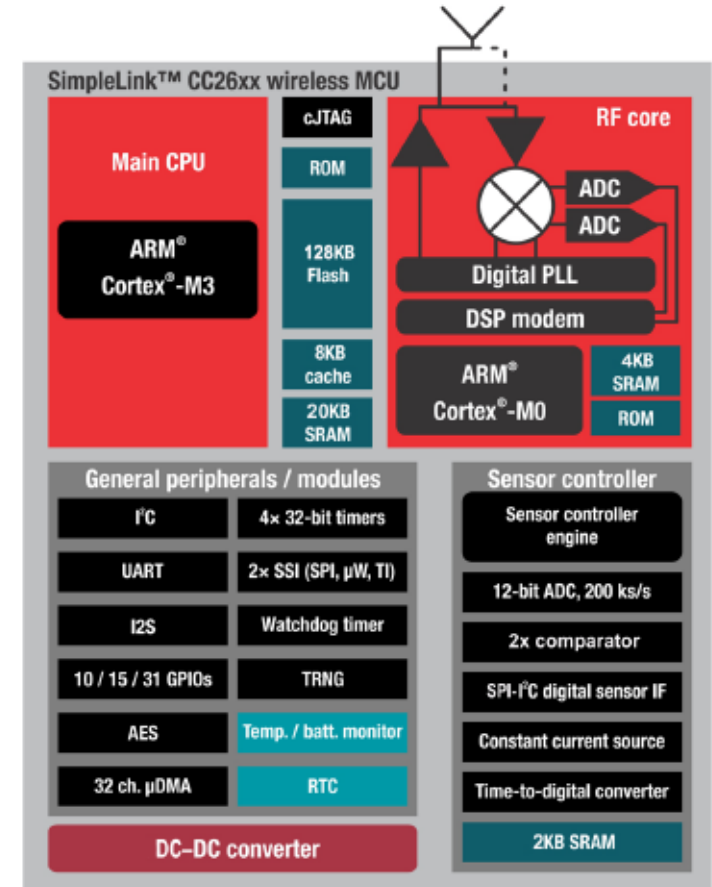 SimpleLink™ CC26xx wireless MCU
Main CPU
ARM®
Cortex®-M3
cJTAG
ROM
128KB
Flash
8KB
cache
20KB
SRAM
RF core
ADC
ADC
Digital PLL
DSP modem
ARM®
Cortex®-M0
4KB
SRAM
ROM
General peripherals / modules
I²C
4× 32-bit timers
UART
2× SSI (SPI, µW, TI)
I2S
Watchdog timer
10 / 15 / 31 GPIOs
TRNG
AES
Temp. / batt. monitor
32 ch. µDMA
RTC
DC–DC converter
Sensor controller
Sensor controller
engine
12-bit ADC, 200 ks/s
2x comparator
SPI-I²C digital sensor IF
Constant current source
Time-to-digital converter
2KB SRAM